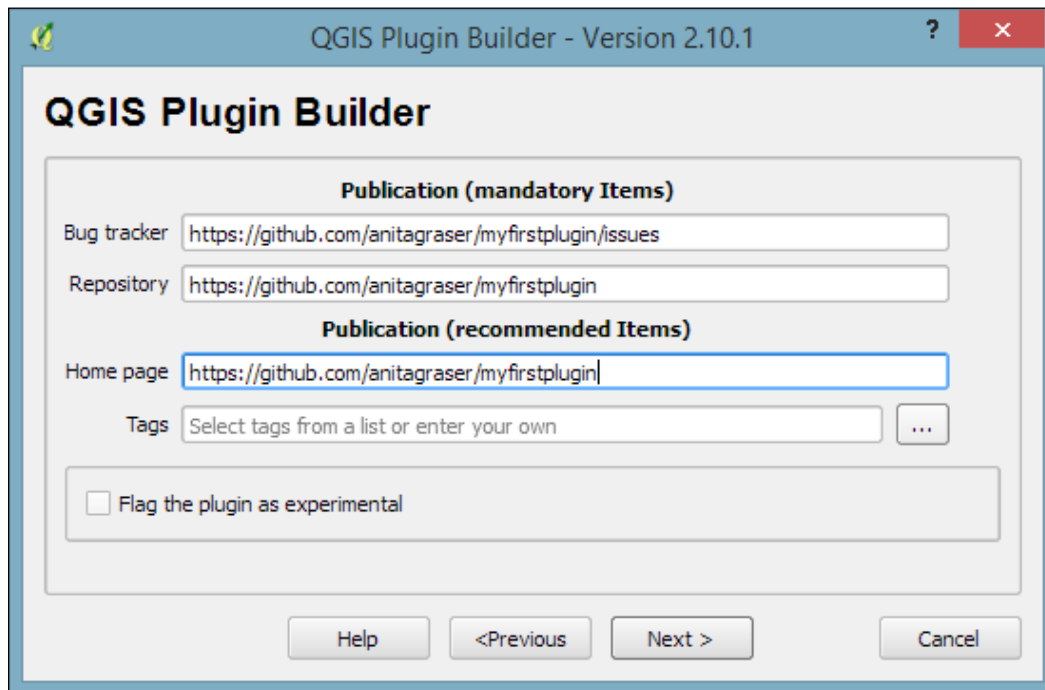 QGIS Plugin Builder - Version 2.10.1
?
×
QGIS Plugin Builder
Publication (mandatory Items)
Bug tracker https://github.com/anitagraser/myfirstplugin/issues
Repository https://github.com/anitagraser/myfirstplugin
Publication (recommended Items)
Home page https://github.com/anitagraser/myfirstplugin
Tags Select tags from a list or enter your own ...
Flag the plugin as experimental
Help <Previous Next > Cancel